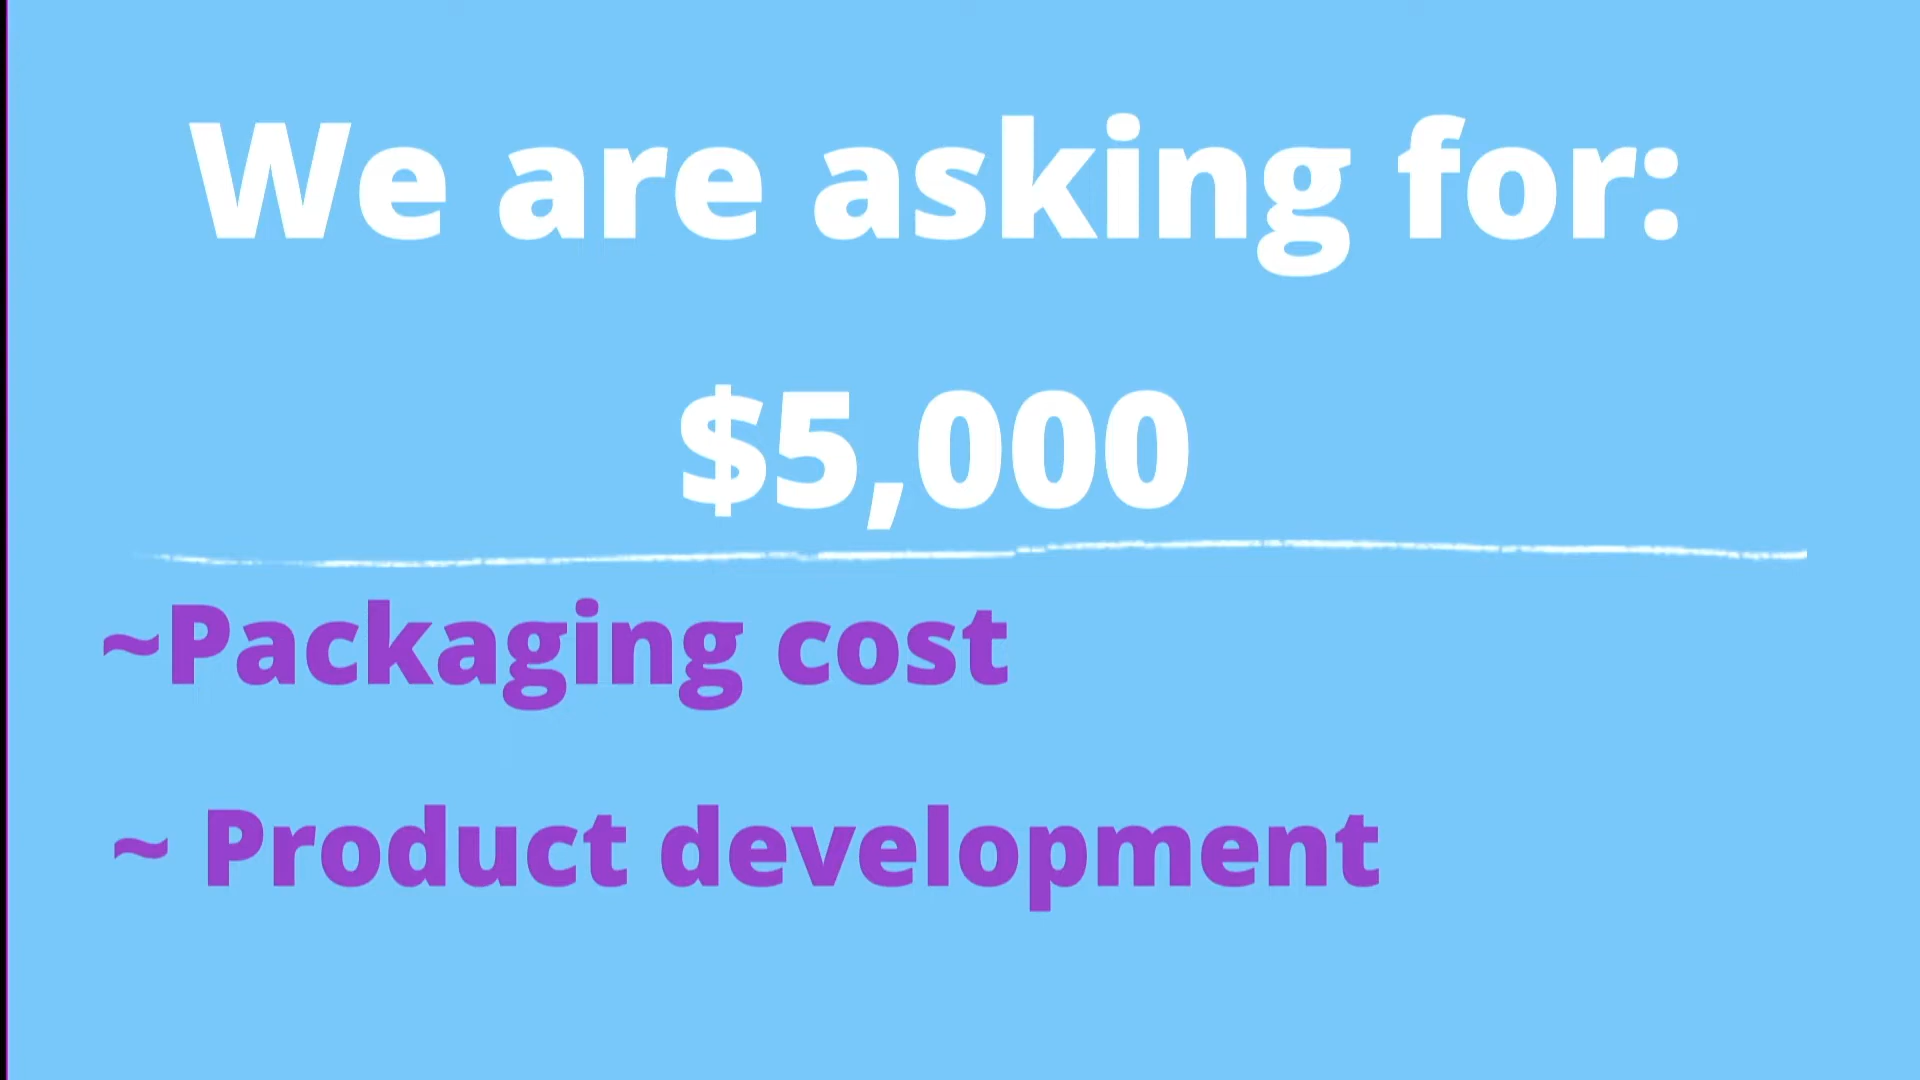 We are asking for:
$5,000
~Packaging cost
~ Product development